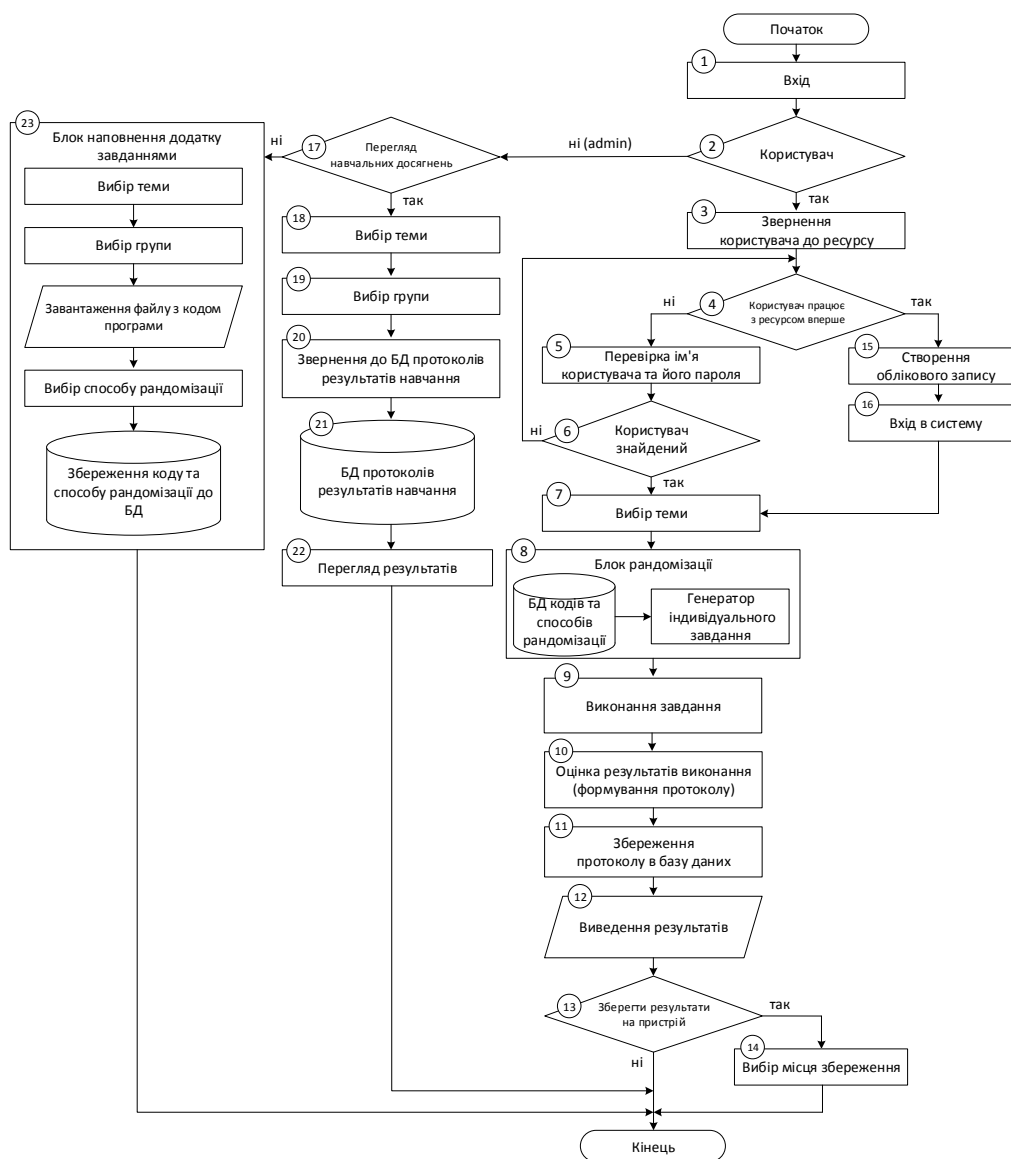 Початок
1
Вхід
2
Користувач
ні (admin)
так
3
Звернення
користувача до ресурсу
4
Користувач працює
з ресурсом вперше
ні
так
5
Перевірка ім'я
користувача та його пароля
6
Користувач
знайдений
ні
так
15
Створення
облікового запису
16
Вхід в систему
7
Вибір теми
8
Блок рандомізації
БД кодів та
способів
рандомізації
Генератор
індивідуального
завдання
9
Виконання завдання
10
Оцінка результатів виконання
(формування протоколу)
11
Збереження
протоколу в базу даних
12
Виведення результатів
13
Зберегти результати
на пристрій
так
ні
14
Вибір місця збереження
17
Перегляд
навчальних досягнень
ні
так
18
Вибір теми
19
Вибір групи
20
Звернення до БД протоколів
результатів навчання
21
БД протоколів
результатів навчання
22
Перегляд результатів
23
Блок наповнення додатку
завданнями
Вибір теми
Вибір групи
Завантаження файлу з кодом
програми
Вибір способу рандомізації
Збереження коду та
способу рандомізації до
БД
Кінець